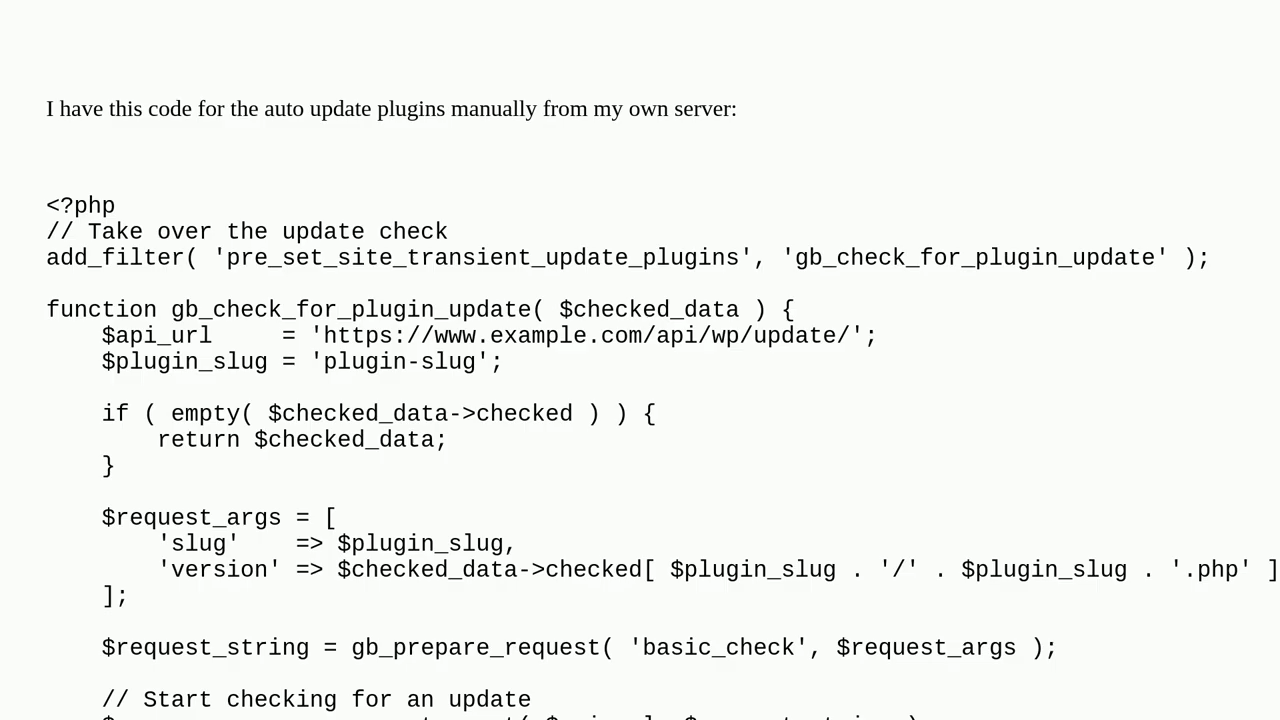 I have this code for the auto update plugins manually from my own server:
<?php
// Take over the update check
add_filter( 'pre_set_site_transient_update_plugins', 'gb_check_for_plugin_update' );
function gb_check_for_plugin_update( $checked_data ) {
    $api_url     = 'https://www.example.com/api/wp/update/';
    $plugin_slug = 'plugin-slug';
    if ( empty( $checked_data->checked ) ) {
        return $checked_data;
    }
    $request_args = [
        'slug'    => $plugin_slug,
        'version' => $checked_data->checked[ $plugin_slug . '/' . $plugin_slug . '.php' ]
    ];
    $request_string = gb_prepare_request( 'basic_check', $request_args );
    // Start checking for an update